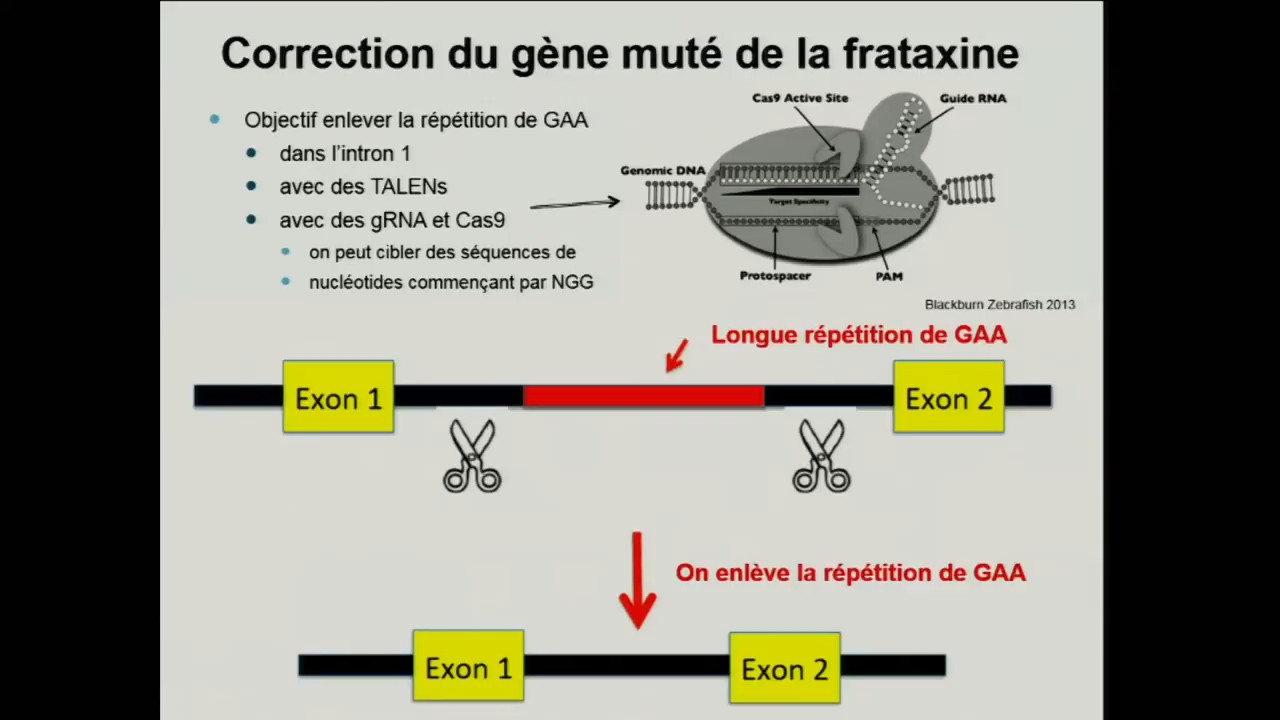 Correction du gène muté de la frataxine
Objectif enlever la répétition de GAA
dans l'intron 1
avec des TALENs
avec des gRNA et Cas9
on peut cibler des séquences de
nucléotides commençant par NGG
Cas9 Active Site
Guide RNA
Genomic DNA
Target Specificity
Protospacer
PAM
Blackburn Zebrafish 2013
Longue répétition de GAA
Exon 1
Exon 2
On enlève la répétition de GAA
Exon 1
Exon 2